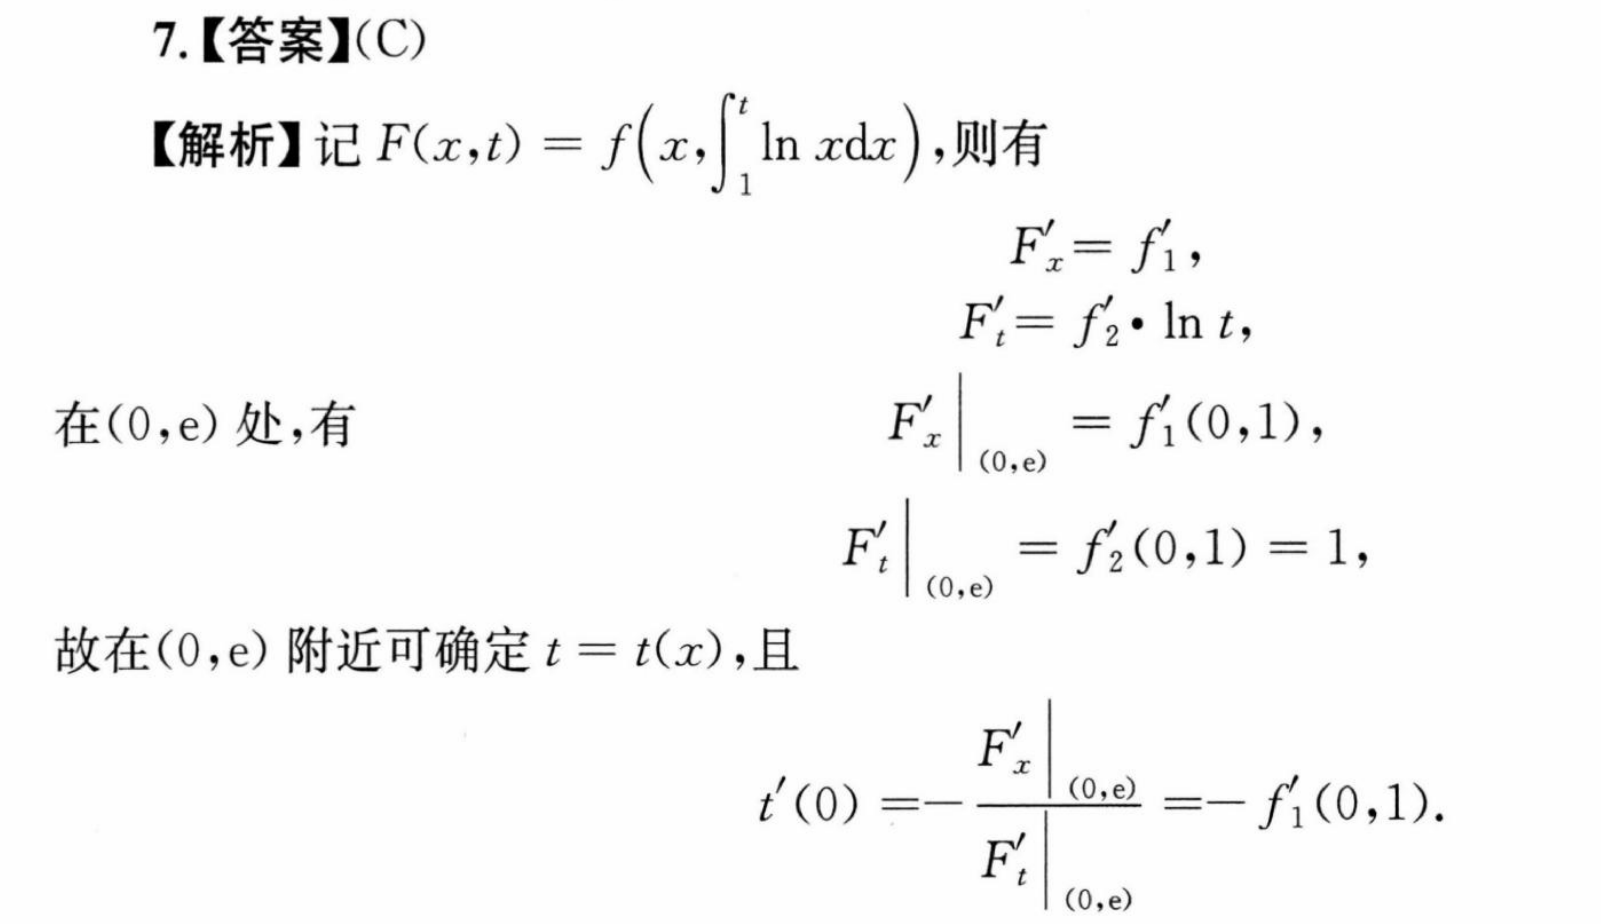 7.【答案】(C)
【解析】记 F(x,t) = f(x,∫₁ᵗ ln xdx),则有
F′ₓ = f′₁,
F′ₜ = f′₂ • ln t,
在(0,e) 处,有 F′ₓ|₍₀,ₑ₎ = f′₁(0,1),
F′ₜ|₍₀,ₑ₎ = f′₂(0,1) = 1,
故在(0,e) 附近可确定 t = t(x),且
t′(0) =− F′ₓ|₍₀,ₑ₎ / F′ₜ|₍₀,ₑ₎ =− f′₁(0,1).